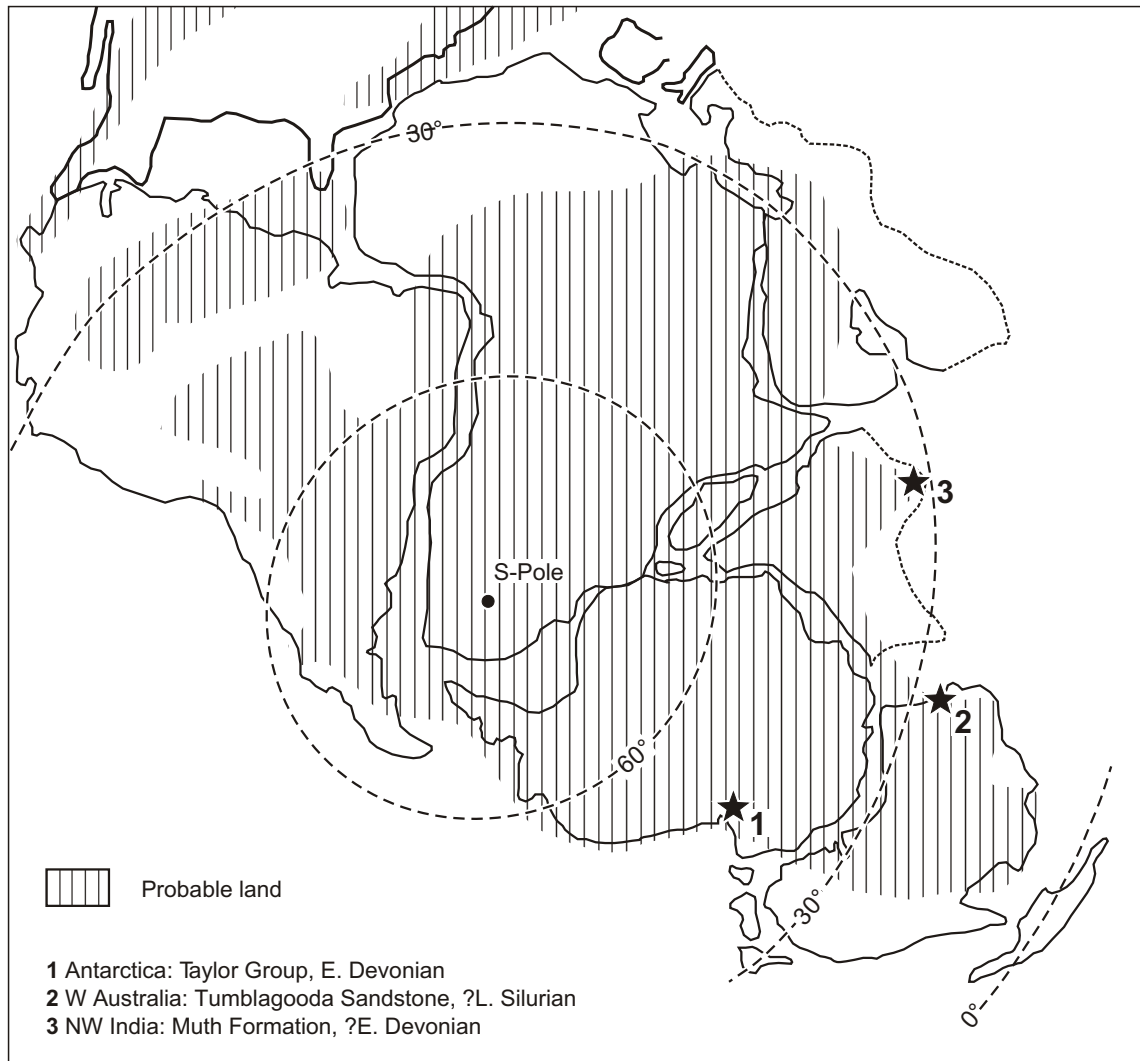 30°
3
S-Pole
2
60°
1
30°
0°
Probable land
1 Antarctica: Taylor Group, E. Devonian
2 W Australia: Tumblagooda Sandstone, ?L. Silurian
3 NW India: Muth Formation, ?E. Devonian